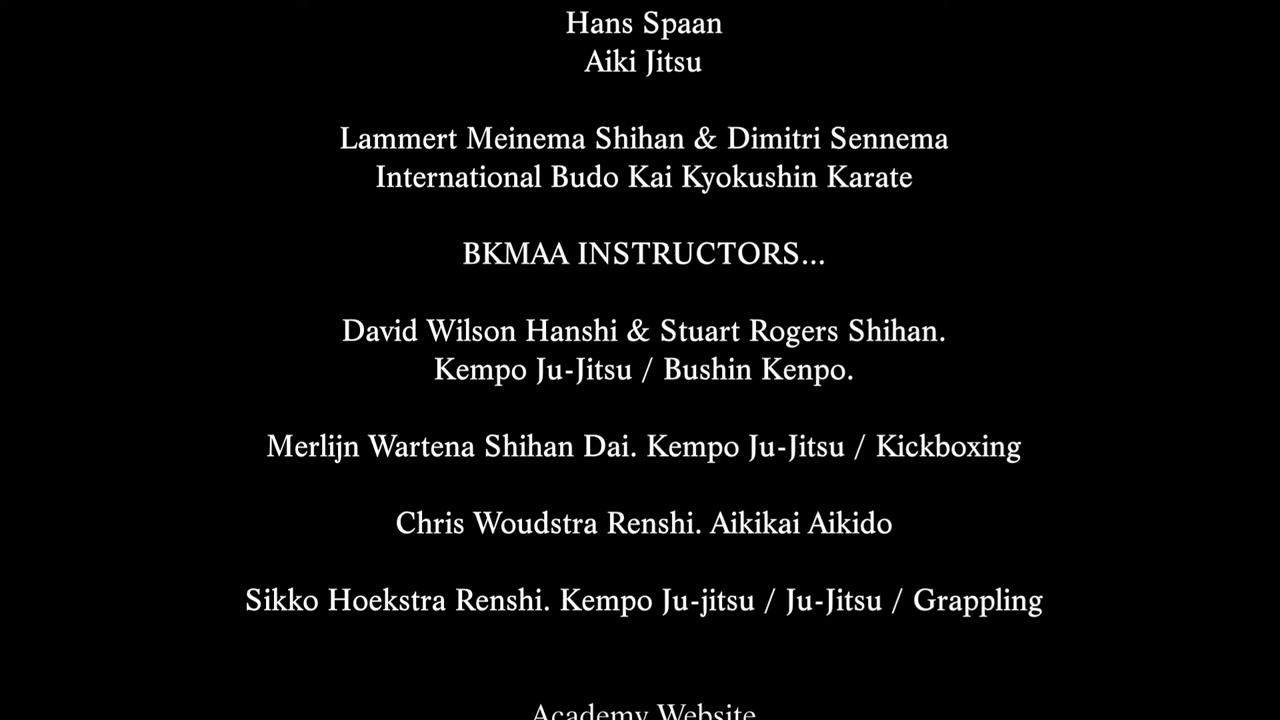 Hans Spaan
Aiki Jitsu
Lammert Meinema Shihan & Dimitri Sennema
International Budo Kai Kyokushin Karate
BKMAA INSTRUCTORS...
David Wilson Hanshi & Stuart Rogers Shihan.
Kempo Ju-Jitsu / Bushin Kenpo.
Merlijn Wartena Shihan Dai. Kempo Ju-Jitsu / Kickboxing
Chris Woudstra Renshi. Aikikai Aikido
Sikko Hoekstra Renshi. Kempo Ju-jitsu / Ju-Jitsu / Grappling
Academy Website